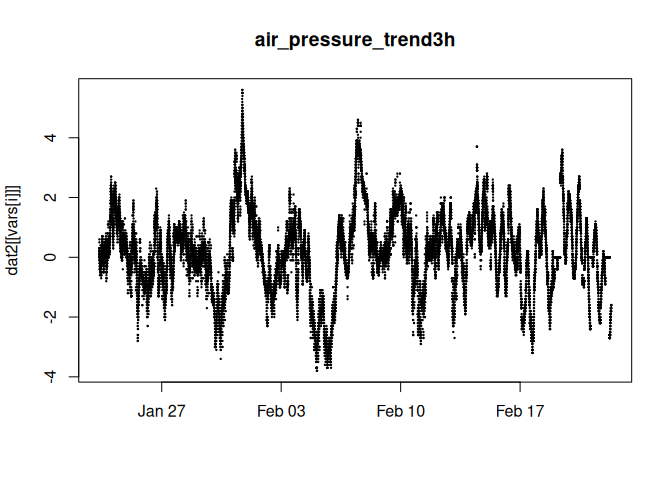 air_pressure_trend3h
dat2[[vars[i]]]
4
2
0
-2
-4
Jan 27
Feb 03
Feb 10
Feb 17